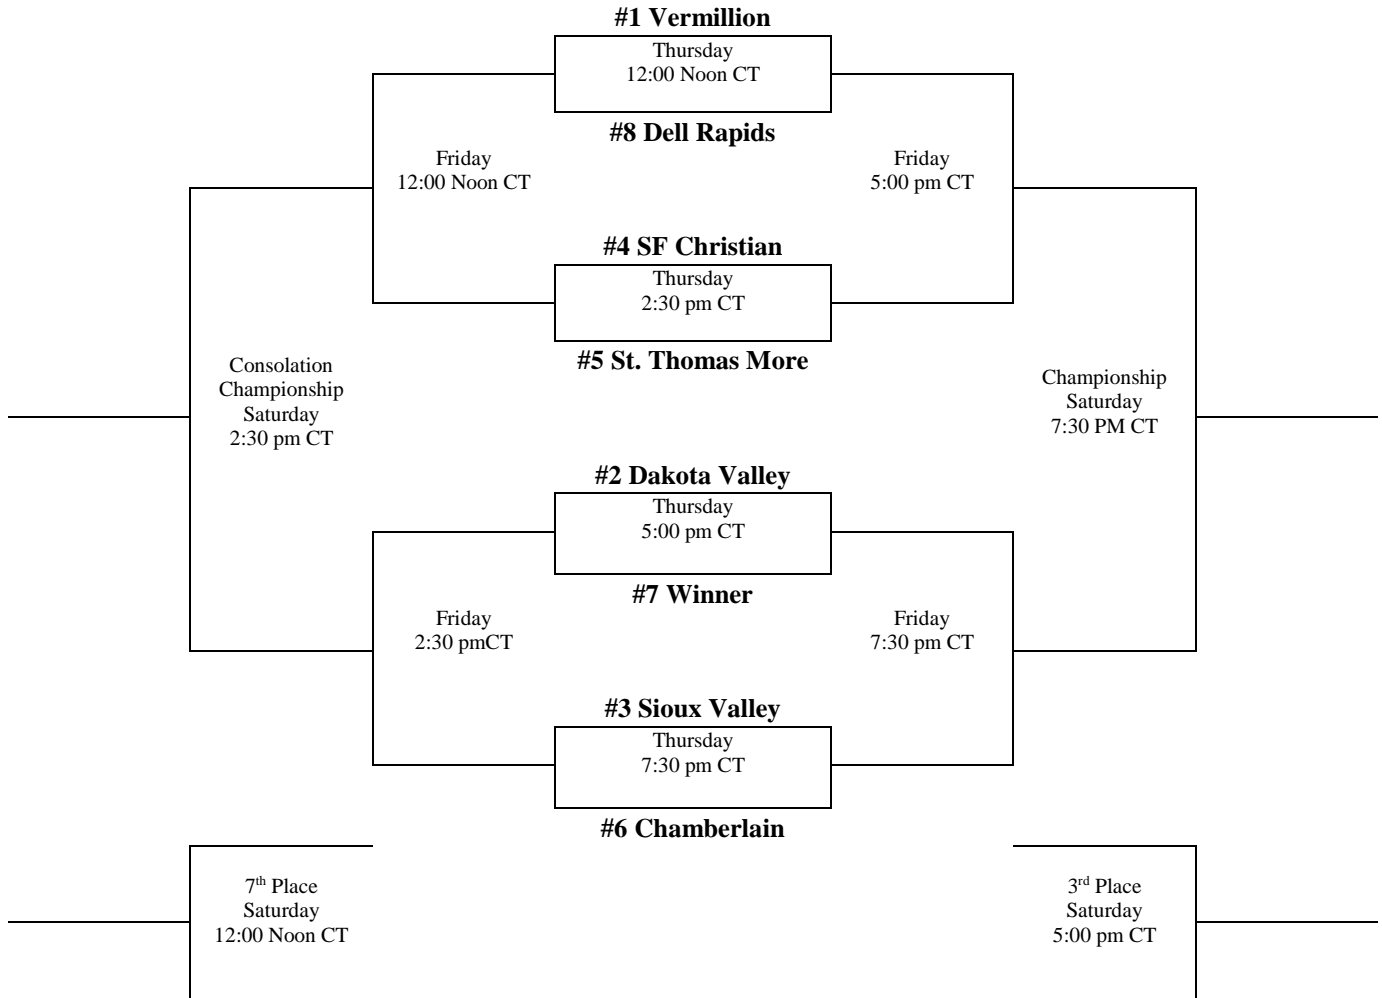 #1 Vermillion
Thursday
12:00 Noon CT
#8 Dell Rapids
Friday
12:00 Noon CT
Friday
5:00 pm CT
#4 SF Christian
Thursday
2:30 pm CT
#5 St. Thomas More
Consolation
Championship
Saturday
2:30 pm CT
Championship
Saturday
7:30 PM CT
#2 Dakota Valley
Thursday
5:00 pm CT
#7 Winner
Friday
2:30 pmCT
Friday
7:30 pm CT
#3 Sioux Valley
Thursday
7:30 pm CT
#6 Chamberlain
7th Place
Saturday
12:00 Noon CT
3rd Place
Saturday
5:00 pm CT